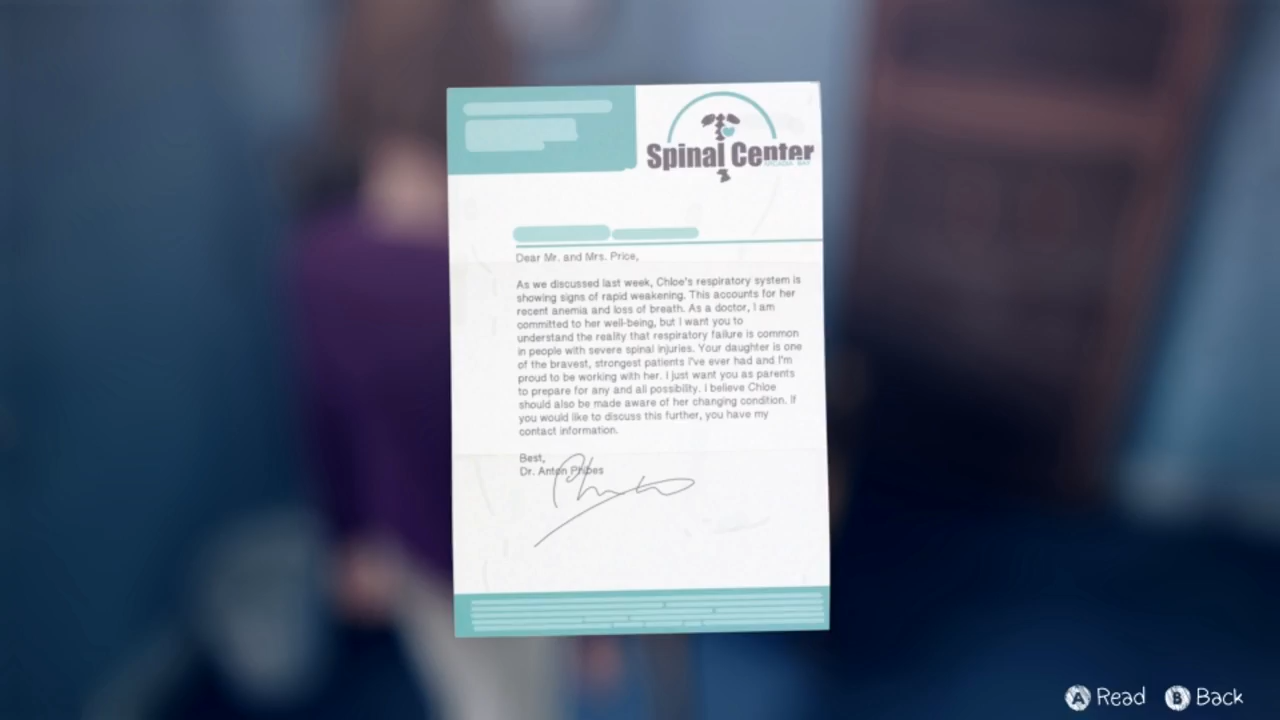 Spinal Center
ARCADIA BAY
Dear Mr. and Mrs. Price,
As we discussed last week, Chloe's respiratory system is
showing signs of rapid weakening. This accounts for her
recent anemia and loss of breath. As a doctor, I am
committed to her well-being, but I want you to
understand the reality that respiratory failure is common
in people with severe spinal injuries. Your daughter is one
of the bravest, strongest patients I've ever had and I'm
proud to be working with her. I just want you as parents
to prepare for any and all possibility. I believe Chloe
should also be made aware of her changing condition. If
you would like to discuss this further, you have my
contact information.
Best,
Dr. Anton Phibes
A Read B Back